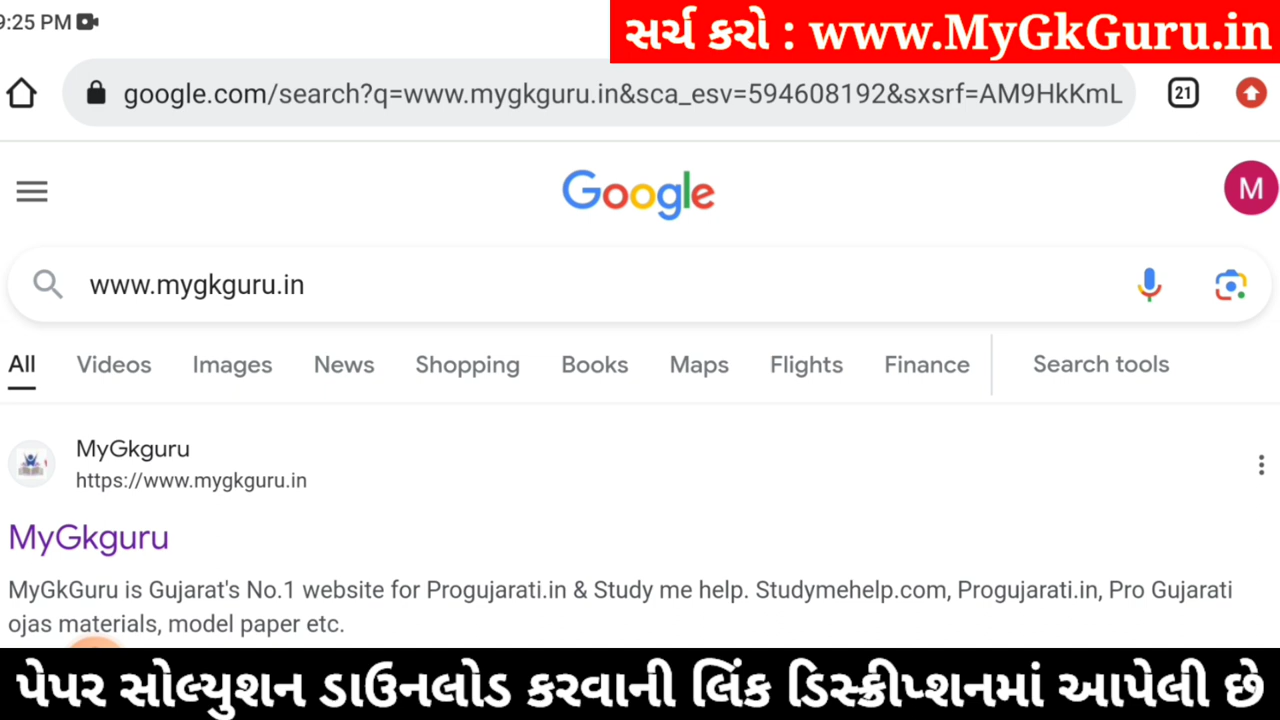 9:25 PM
સર્ચ કરો : www.MyGkGuru.in
google.com/search?q=www.mygkguru.in&sca_esv=594608192&sxsrf=AM9HkKmL
21
Google
M
www.mygkguru.in
All Videos Images News Shopping Books Maps Flights Finance Search tools
MyGkguru
https://www.mygkguru.in
MyGkguru
MyGkGuru is Gujarat's No.1 website for Progujarati.in & Study me help. Studymehelp.com, Progujarati.in, Pro Gujarati
ojas materials, model paper etc.
પેપર સોલ્યુશન ડાઉનલોડ કરવાની લિંક ડિસ્ક્રીપ્શનમાં આપેલી છે